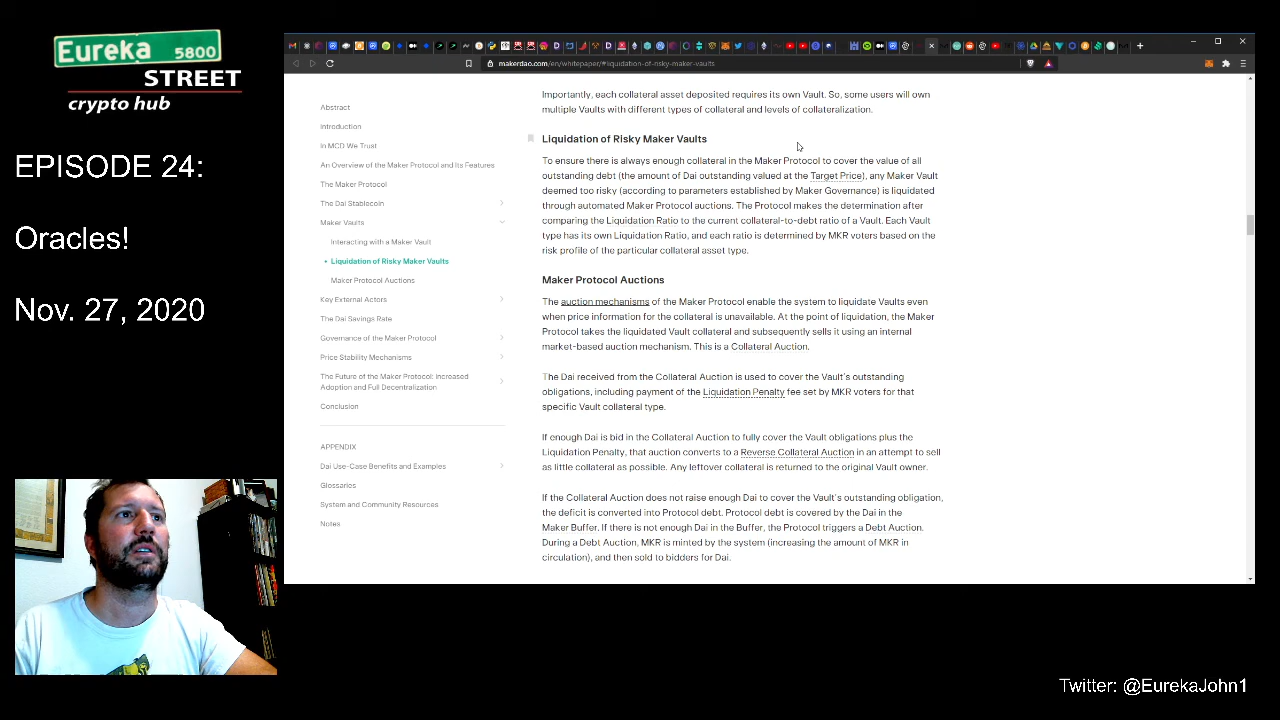 Eureka 5800
STREET
crypto hub
EPISODE 24:
Oracles!
Nov. 27, 2020
makerdao.com/en/whitepaper/#liquidation-of-risky-maker-vaults
Abstract
Introduction
In MCD We Trust
An Overview of the Maker Protocol and Its Features
The Maker Protocol
The Dai Stablecoin
Maker Vaults
Interacting with a Maker Vault
• Liquidation of Risky Maker Vaults
Maker Protocol Auctions
Key External Actors
The Dai Savings Rate
Governance of the Maker Protocol
Price Stability Mechanisms
The Future of the Maker Protocol: Increased
Adoption and Full Decentralization
Conclusion
APPENDIX
Dai Use-Case Benefits and Examples
Glossaries
System and Community Resources
Notes
Importantly, each collateral asset deposited requires its own Vault. So, some users will own
multiple Vaults with different types of collateral and levels of collateralization.
Liquidation of Risky Maker Vaults
To ensure there is always enough collateral in the Maker Protocol to cover the value of all
outstanding debt (the amount of Dai outstanding valued at the Target Price), any Maker Vault
deemed too risky (according to parameters established by Maker Governance) is liquidated
through automated Maker Protocol auctions. The Protocol makes the determination after
comparing the Liquidation Ratio to the current collateral-to-debt ratio of a Vault. Each Vault
type has its own Liquidation Ratio, and each ratio is determined by MKR voters based on the
risk profile of the particular collateral asset type.
Maker Protocol Auctions
The auction mechanisms of the Maker Protocol enable the system to liquidate Vaults even
when price information for the collateral is unavailable. At the point of liquidation, the Maker
Protocol takes the liquidated Vault collateral and subsequently sells it using an internal
market-based auction mechanism. This is a Collateral Auction.
The Dai received from the Collateral Auction is used to cover the Vault's outstanding
obligations, including payment of the Liquidation Penalty fee set by MKR voters for that
specific Vault collateral type.
If enough Dai is bid in the Collateral Auction to fully cover the Vault obligations plus the
Liquidation Penalty, that auction converts to a Reverse Collateral Auction in an attempt to sell
as little collateral as possible. Any leftover collateral is returned to the original Vault owner.
If the Collateral Auction does not raise enough Dai to cover the Vault's outstanding obligation,
the deficit is converted into Protocol debt. Protocol debt is covered by the Dai in the
Maker Buffer. If there is not enough Dai in the Buffer, the Protocol triggers a Debt Auction.
During a Debt Auction, MKR is minted by the system (increasing the amount of MKR in
circulation), and then sold to bidders for Dai.
Twitter: @EurekaJohn1